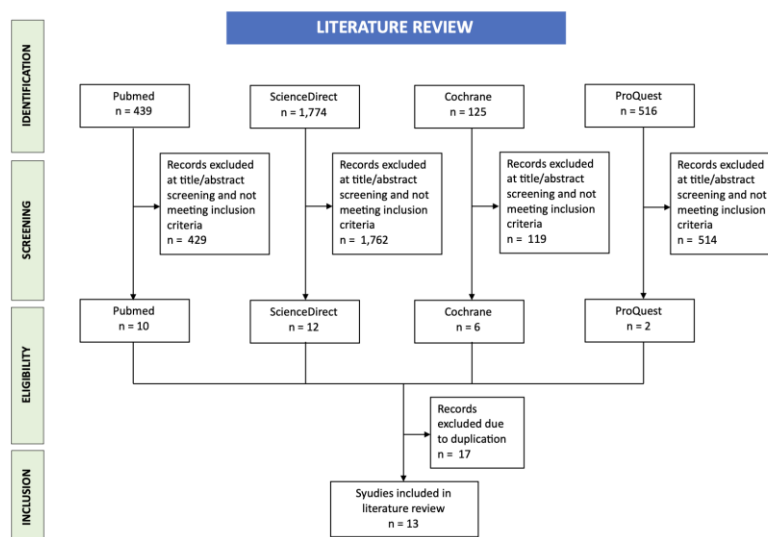 LITERATURE REVIEW
IDENTIFICATION
Pubmed
n = 439
ScienceDirect
n = 1,774
Cochrane
n = 125
ProQuest
n = 516
SCREENING
Records excluded
at title/abstract
screening and not
meeting inclusion
criteria
n = 429
Records excluded
at title/abstract
screening and not
meeting inclusion
criteria
n = 1,762
Records excluded
at title/abstract
screening and not
meeting inclusion
criteria
n = 119
Records excluded
at title/abstract
screening and not
meeting inclusion
criteria
n = 514
ELIGIBILITY
Pubmed
n = 10
ScienceDirect
n = 12
Cochrane
n = 6
ProQuest
n = 2
Records
excluded due
to duplication
n = 17
INCLUSION
Syudies included in
literature review
n = 13